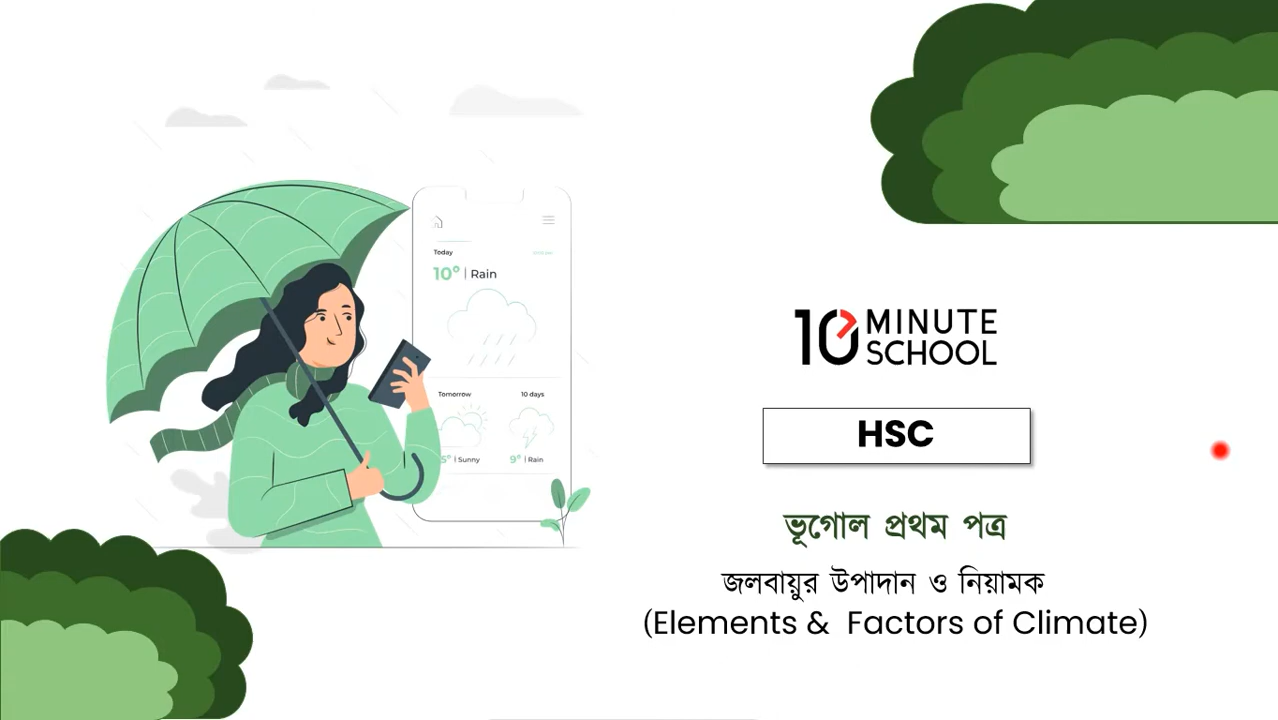 Today
10° | Rain
Tomorrow
10 days
5° | Sunny
9° | Rain
10 MINUTE
SCHOOL
HSC
ভূগোল প্রথম পত্র
জলবায়ুর উপাদান ও নিয়ামক
(Elements & Factors of Climate)